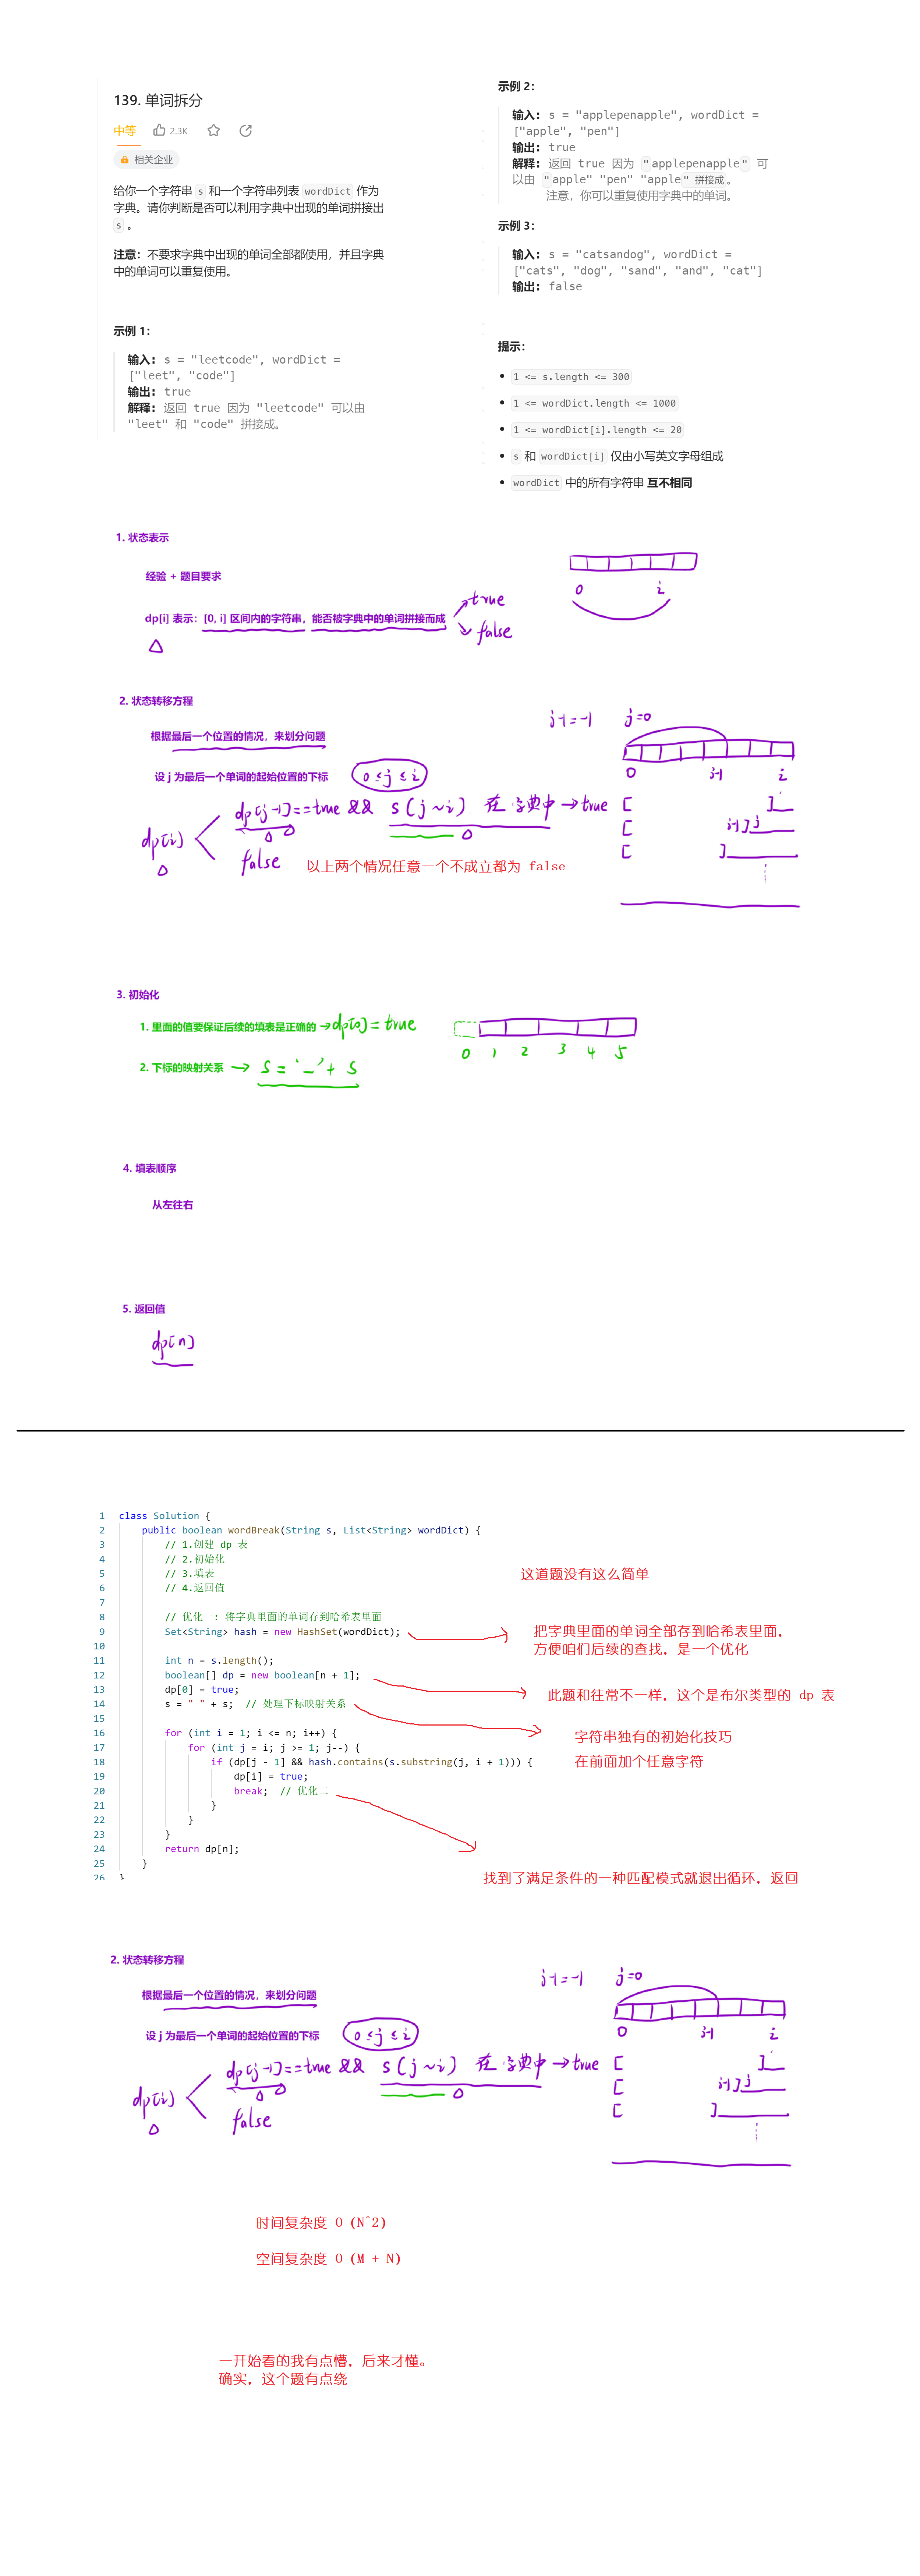 139. 单词拆分
中等 2.3K
相关企业
给你一个字符串 s 和一个字符串列表 wordDict 作为
字典。请你判断是否可以利用字典中出现的单词拼接出
s 。
注意：不要求字典中出现的单词全部都使用，并且字典
中的单词可以重复使用。
示例 1：
输入: s = "leetcode", wordDict =
["leet", "code"]
输出: true
解释: 返回 true 因为 "leetcode" 可以由
"leet" 和 "code" 拼接成。
示例 2：
输入: s = "applepenapple", wordDict =
["apple", "pen"]
输出: true
解释: 返回 true 因为 "applepenapple" 可
以由 "apple" "pen" "apple" 拼接成。
注意，你可以重复使用字典中的单词。
示例 3：
输入: s = "catsandog", wordDict =
["cats", "dog", "sand", "and", "cat"]
输出: false
提示：
1 <= s.length <= 300
1 <= wordDict.length <= 1000
1 <= wordDict[i].length <= 20
s 和 wordDict[i] 仅由小写英文字母组成
wordDict 中的所有字符串 互不相同
1. 状态表示
经验 + 题目要求
dp[i] 表示：[0, i] 区间内的字符串，能否被字典中的单词拼接而成
true
false
0 i
2. 状态转移方程
根据最后一个位置的情况，来划分问题
设 j 为最后一个单词的起始位置的下标 0 ≤ j ≤ i
j-1 = -1 j=0
0 j-1 i
dp[i]
dp[j-1] == true && s(j ~ i) 在字典中 → true
false
以上两个情况任意一个不成立都为 false
j-1 j
3. 初始化
1. 里面的值要保证后续的填表是正确的 → dp[0] = true
2. 下标的映射关系 → s = '_' + s
0 1 2 3 4 5
4. 填表顺序
从左往右
5. 返回值
dp[n]
1 class Solution {
2 public boolean wordBreak(String s, List<String> wordDict) {
3 // 1.创建 dp 表
4 // 2.初始化
5 // 3.填表
6 // 4.返回值
7
8 // 优化一: 将字典里面的单词存到哈希表里面
9 Set<String> hash = new HashSet(wordDict);
10
11 int n = s.length();
12 boolean[] dp = new boolean[n + 1];
13 dp[0] = true;
14 s = " " + s; // 处理下标映射关系
15
16 for (int i = 1; i <= n; i++) {
17 for (int j = i; j >= 1; j--) {
18 if (dp[j - 1] && hash.contains(s.substring(j, i + 1))) {
19 dp[i] = true;
20 break; // 优化二
21 }
22 }
23 }
24 return dp[n];
25 }
26 }
这道题没有这么简单
把字典里面的单词全部存到哈希表里面，
方便咱们后续的查找，是一个优化
此题和往常不一样，这个是布尔类型的 dp 表
字符串独有的初始化技巧
在前面加个任意字符
找到了满足条件的一种匹配模式就退出循环，返回
2. 状态转移方程
根据最后一个位置的情况，来划分问题
设 j 为最后一个单词的起始位置的下标 0 ≤ j ≤ i
j-1 = -1 j=0
0 j-1 i
dp[i]
dp[j-1] == true && s(j ~ i) 在字典中 → true
false
j-1 j
时间复杂度 O (N^2)
空间复杂度 O (M + N)
一开始看的我有点懵，后来才懂。
确实，这个题有点绕